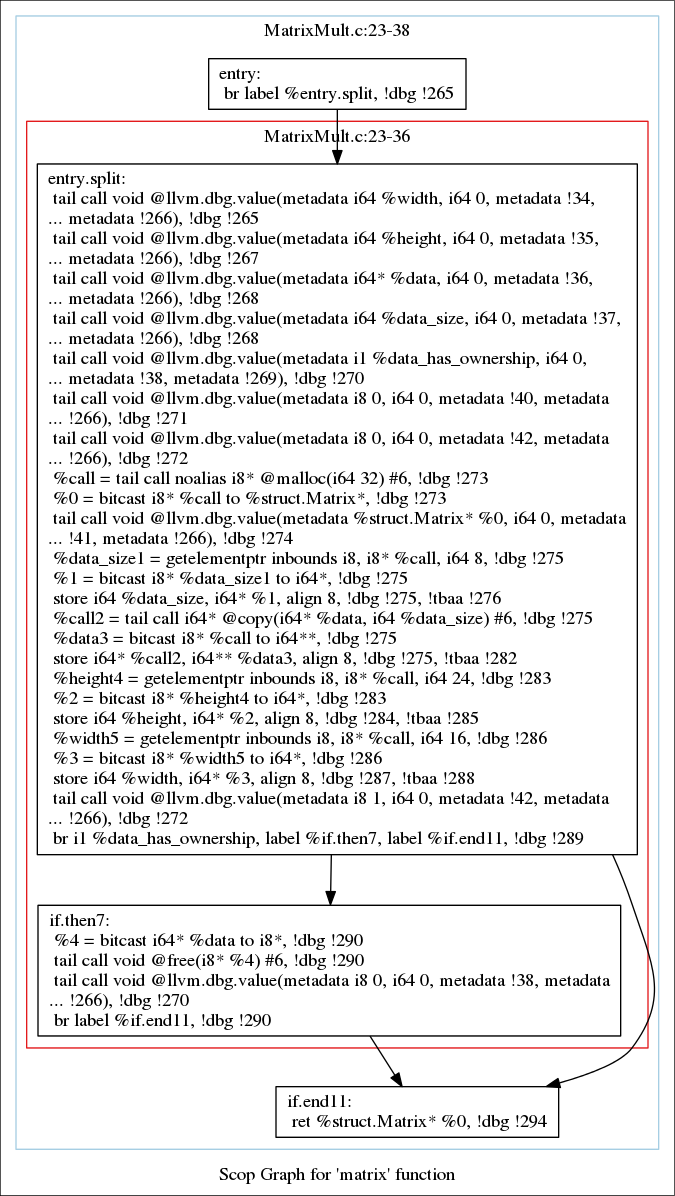 MatrixMult.c:23-38
entry:
br label %entry.split, !dbg !265
MatrixMult.c:23-36
entry.split:
tail call void @llvm.dbg.value(metadata i64 %width, i64 0, metadata !34,
... metadata !266), !dbg !265
tail call void @llvm.dbg.value(metadata i64 %height, i64 0, metadata !35,
... metadata !266), !dbg !267
tail call void @llvm.dbg.value(metadata i64* %data, i64 0, metadata !36,
... metadata !266), !dbg !268
tail call void @llvm.dbg.value(metadata i64 %data_size, i64 0, metadata !37,
... metadata !266), !dbg !268
tail call void @llvm.dbg.value(metadata i1 %data_has_ownership, i64 0,
... metadata !38, metadata !269), !dbg !270
tail call void @llvm.dbg.value(metadata i8 0, i64 0, metadata !40, metadata
... !266), !dbg !271
tail call void @llvm.dbg.value(metadata i8 0, i64 0, metadata !42, metadata
... !266), !dbg !272
%call = tail call noalias i8* @malloc(i64 32) #6, !dbg !273
%0 = bitcast i8* %call to %struct.Matrix*, !dbg !273
tail call void @llvm.dbg.value(metadata %struct.Matrix* %0, i64 0, metadata
... !41, metadata !266), !dbg !274
%data_size1 = getelementptr inbounds i8, i8* %call, i64 8, !dbg !275
%1 = bitcast i8* %data_size1 to i64*, !dbg !275
store i64 %data_size, i64* %1, align 8, !dbg !275, !tbaa !276
%call2 = tail call i64* @copy(i64* %data, i64 %data_size) #6, !dbg !275
%data3 = bitcast i8* %call to i64**, !dbg !275
store i64* %call2, i64** %data3, align 8, !dbg !275, !tbaa !282
%height4 = getelementptr inbounds i8, i8* %call, i64 24, !dbg !283
%2 = bitcast i8* %height4 to i64*, !dbg !283
store i64 %height, i64* %2, align 8, !dbg !284, !tbaa !285
%width5 = getelementptr inbounds i8, i8* %call, i64 16, !dbg !286
%3 = bitcast i8* %width5 to i64*, !dbg !286
store i64 %width, i64* %3, align 8, !dbg !287, !tbaa !288
tail call void @llvm.dbg.value(metadata i8 1, i64 0, metadata !42, metadata
... !266), !dbg !272
br i1 %data_has_ownership, label %if.then7, label %if.end11, !dbg !289
if.then7:
%4 = bitcast i64* %data to i8*, !dbg !290
tail call void @free(i8* %4) #6, !dbg !290
tail call void @llvm.dbg.value(metadata i8 0, i64 0, metadata !38, metadata
... !266), !dbg !270
br label %if.end11, !dbg !290
if.end11:
ret %struct.Matrix* %0, !dbg !294
Scop Graph for 'matrix' function